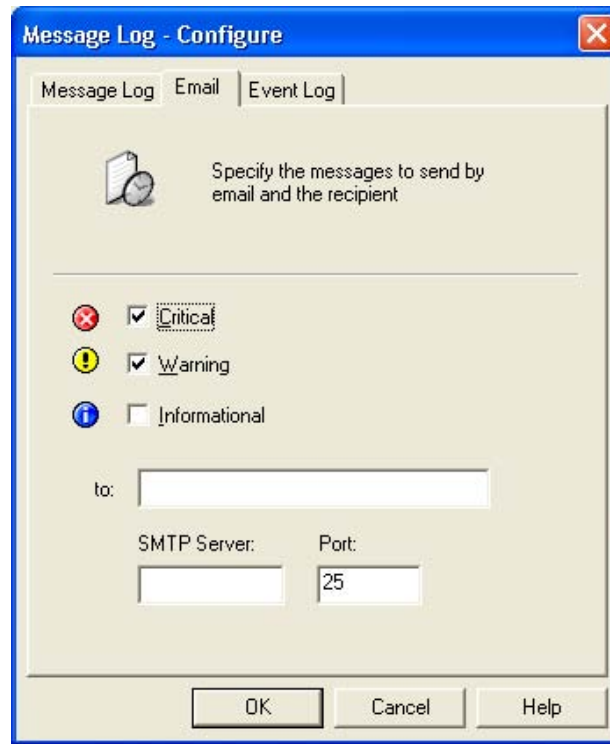 Message Log - Configure
Message Log Email Event Log
Specify the messages to send by
email and the recipient
Critical
Warning
Informational
to:
SMTP Server: Port:
25
OK Cancel Help